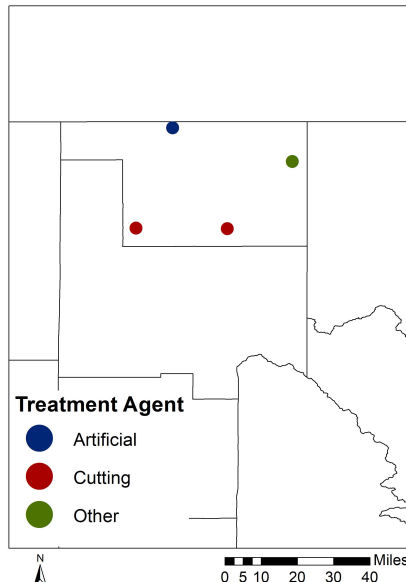 Treatment Agent
Artificial
Cutting
Other
N
Miles
0 5 10 20 30 40